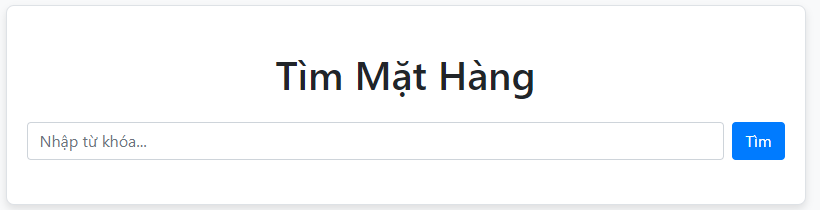 Tìm Mặt Hàng
Nhập từ khóa...
Tìm